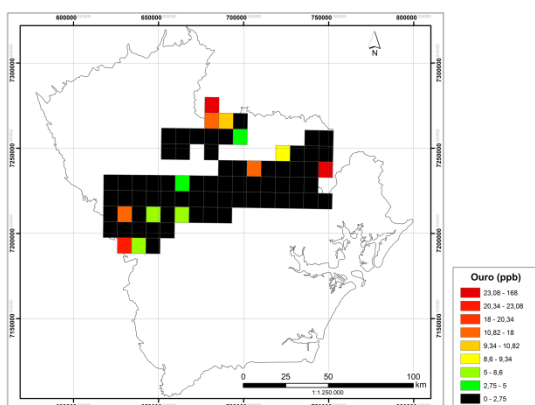 600000 650000 700000 750000 800000
7300000 7300000
N
7250000 7250000
7200000 7200000
7150000 7150000
Ouro (ppb)
23,08 - 168
20,34 - 23,08
18 - 20,34
10,82 - 18
9,34 - 10,82
8,6 - 9,34
5 - 8,6
2,75 - 5
0 - 2,75
0 25 50 100
km
1:1.250.000